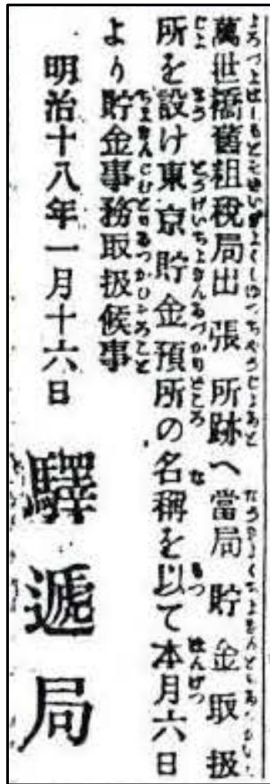 萬世橋舊租稅局出張所跡へ當局貯金取扱
所を設け東京貯金預所の名稱を以て本月六日
より貯金事務取扱候事
明治十八年一月十六日
驛遞局